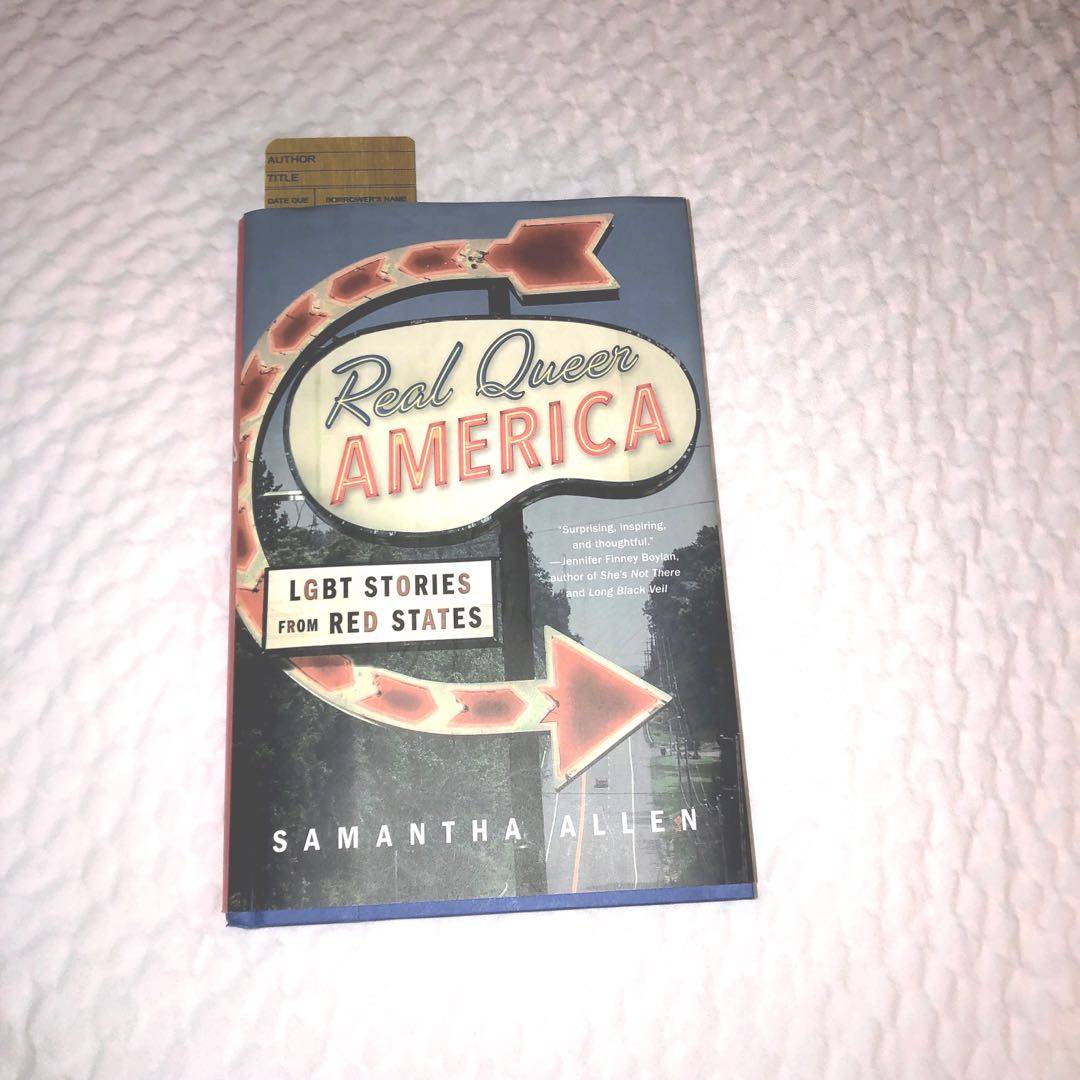 AUTHOR
TITLE
DATE DUE BORROWER'S NAME
Real Queer
AMERICA
"Surprising, inspiring,
and thoughtful."
—Jennifer Finney Boylan,
author of She's Not There
and Long Black Veil
LGBT STORIES
FROM RED STATES
SAMANTHA ALLEN